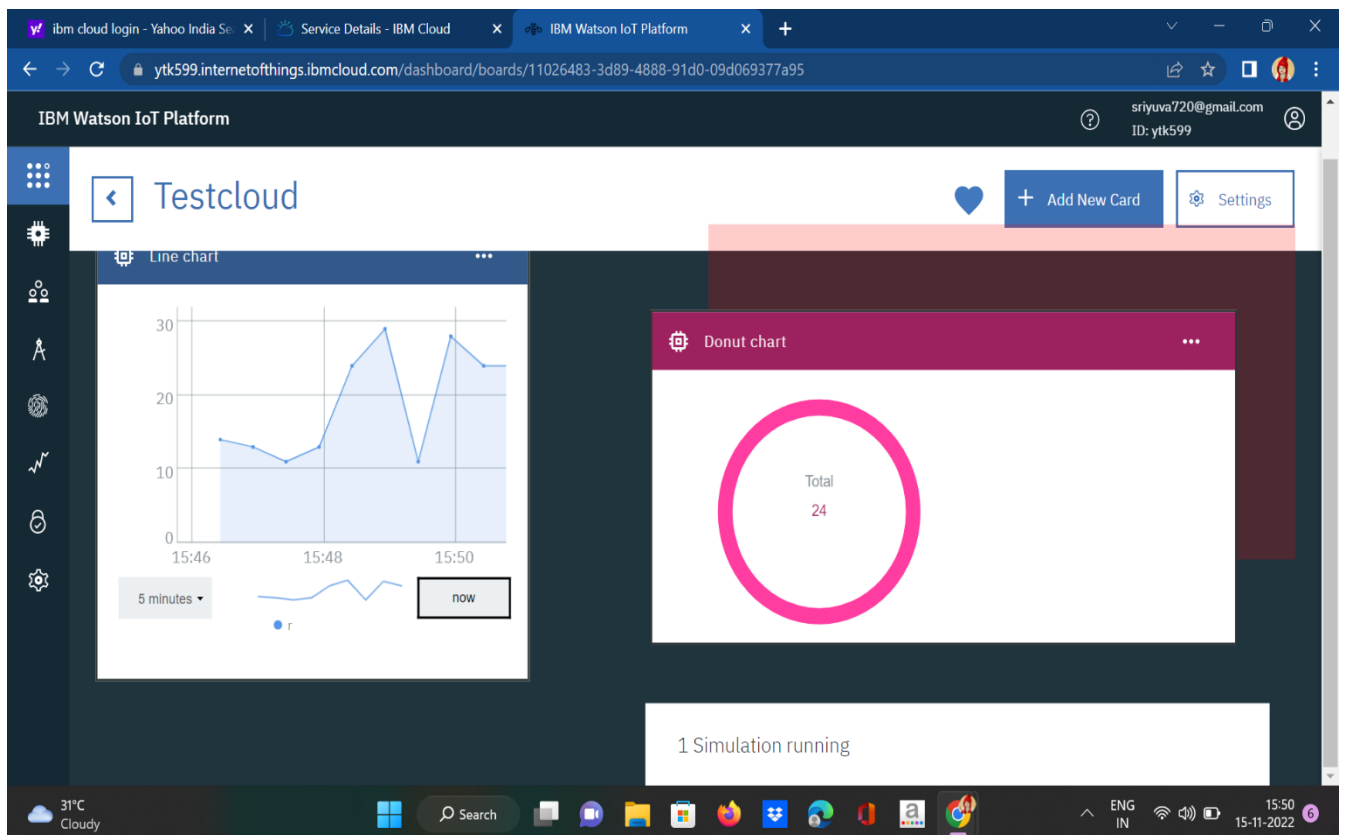 ibm cloud login - Yahoo India Se
Service Details - IBM Cloud
IBM Watson IoT Platform
ytk599.internetofthings.ibmcloud.com/dashboard/boards/11026483-3d89-4888-91d0-09d069377a95
IBM Watson IoT Platform
sriyuva720@gmail.com
ID: ytk599
Testcloud
+ Add New Card
Settings
Line chart
30
20
10
0
15:46 15:48 15:50
5 minutes
now
r
Donut chart
Total
24
1 Simulation running
31°C
Cloudy
Search
ENG
IN
15:50
15-11-2022
6